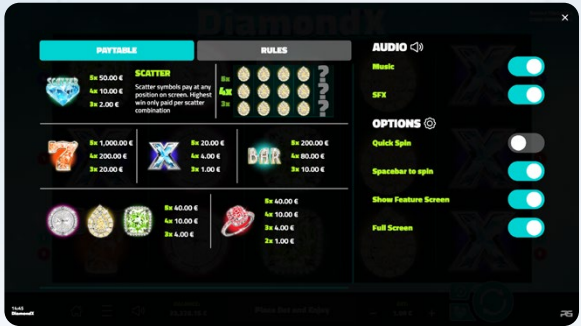 DiamondX
PAYTABLE
RULES
5x 50.00 €
4x 10.00 €
3x 2.00 €
SCATTER
Scatter symbols pay at any
position on screen. Highest
win only paid per scatter
combination
5x
4x
3x
?
?
?
5x 1,000.00 €
4x 200.00 €
3x 20.00 €
7
X
5x 20.00 €
4x 4.00 €
3x 1.00 €
BAR
5x 200.00 €
4x 80.00 €
3x 10.00 €
5x 40.00 €
4x 10.00 €
3x 4.00 €
5x 40.00 €
4x 10.00 €
3x 4.00 €
2x 1.00 €
AUDIO
Music
SFX
OPTIONS
Quick Spin
Spacebar to spin
Show Feature Screen
Full Screen
14:43
DiamondX
Place Bet and Enjoy